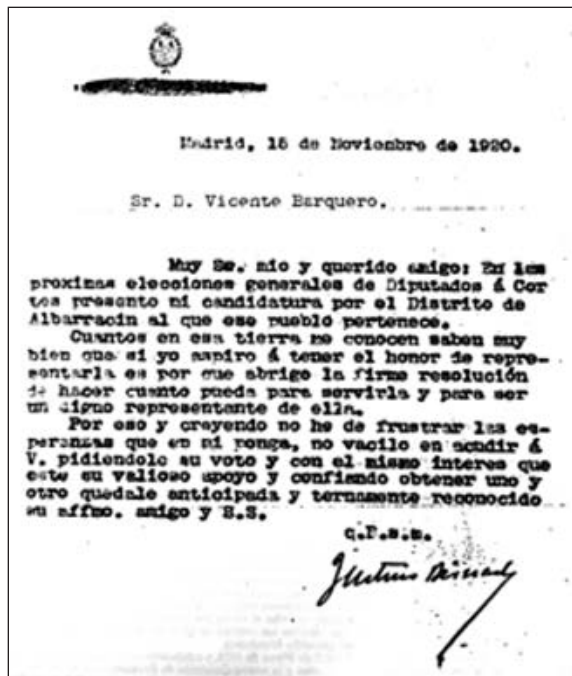 Madrid, 15 de Noviembre de 1920.
Sr. D. Vicente Barquero.
Muy Sr. mio y querido amigo: En las
proximas elecciones generales de Diputados á Cor
tes presento mi candidatura por el Distrito de
Albarracin al que ese pueblo pertenece.
Cuantos en esa tierra me conocen saben muy
bien que si yo aspiro á tener el honor de repre-
sentarla es por que abrigo la firme resolución
de hacer cuanto pueda para servirla y para ser
un digno representante de ella.
Por eso y creyendo no he de frustrar las es-
peranzas que en mi ponga, no vacilo en acudir á
V. pidiendole su voto y con el mismo interes que
este su valioso apoyo y confiando obtener uno y
otro quedale anticipada y ternamente reconocido
su affmo. amigo y S.S.
q.b.s.m.